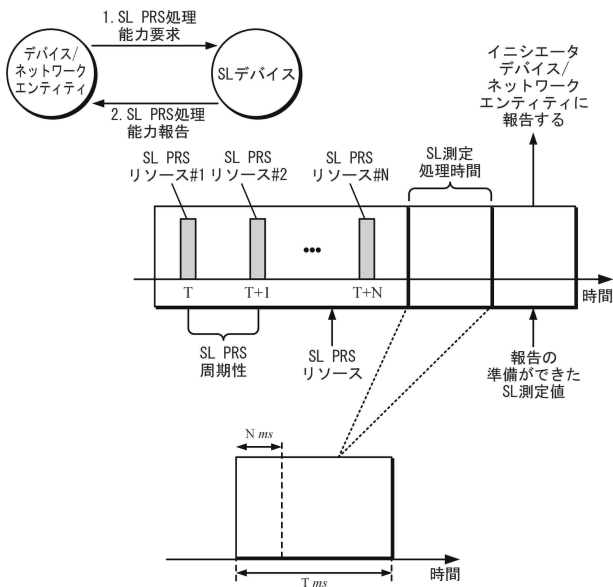 1. SL PRS処理
能力要求
デバイス/
ネットワーク
エンティティ
SLデバイス
2. SL PRS処理
能力報告
イニシエータ
デバイス/
ネットワーク
エンティティに
報告する
SL PRS
リソース#1
SL PRS
リソース#2
SL PRS
リソース#N
SL測定
処理時間
•••
T
T+1
T+N
時間
SL PRS
周期性
SL PRS
リソース
報告の
準備ができた
SL測定値
N ms
時間
T ms